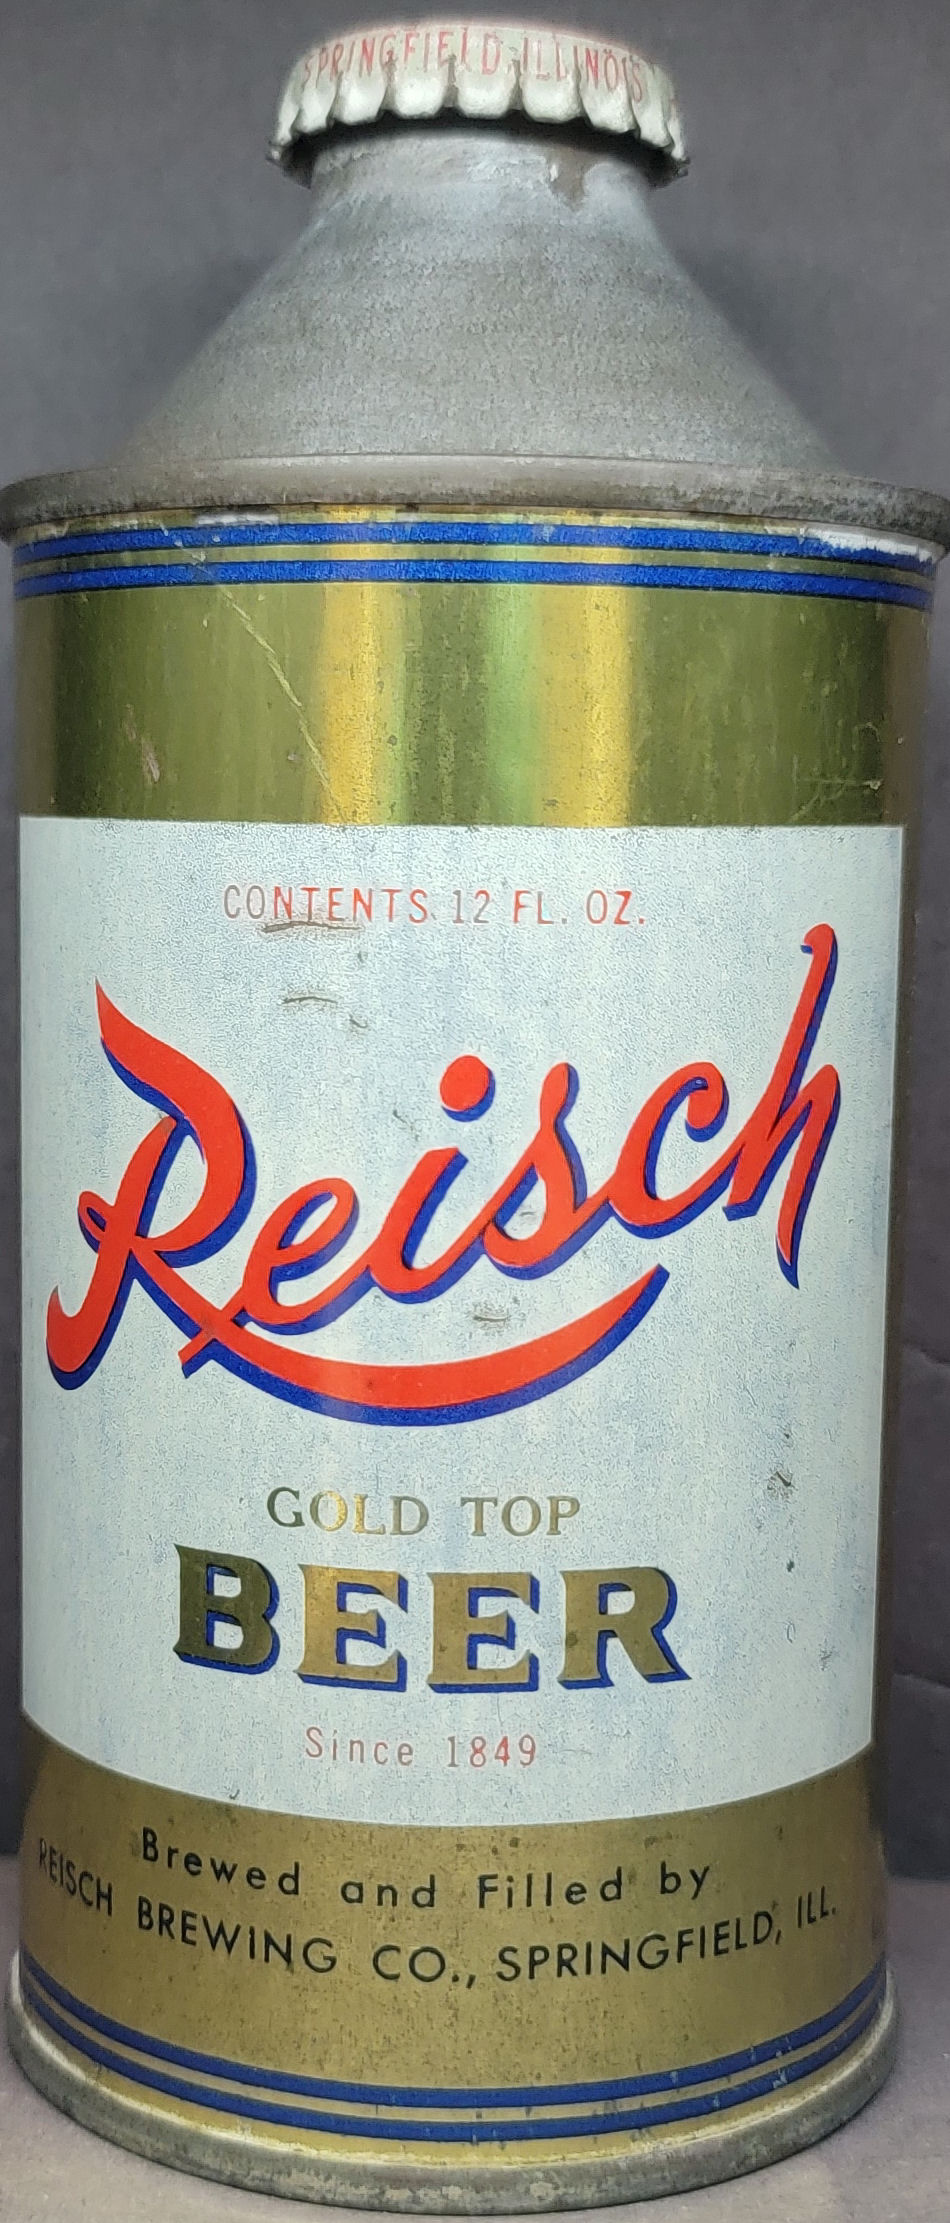 SPRINGFIELD, ILLINOIS
CONTENTS 12 FL. OZ.
Reisch
GOLD TOP
BEER
Since 1849
Brewed and Filled by
REISCH BREWING CO., SPRINGFIELD, ILL.